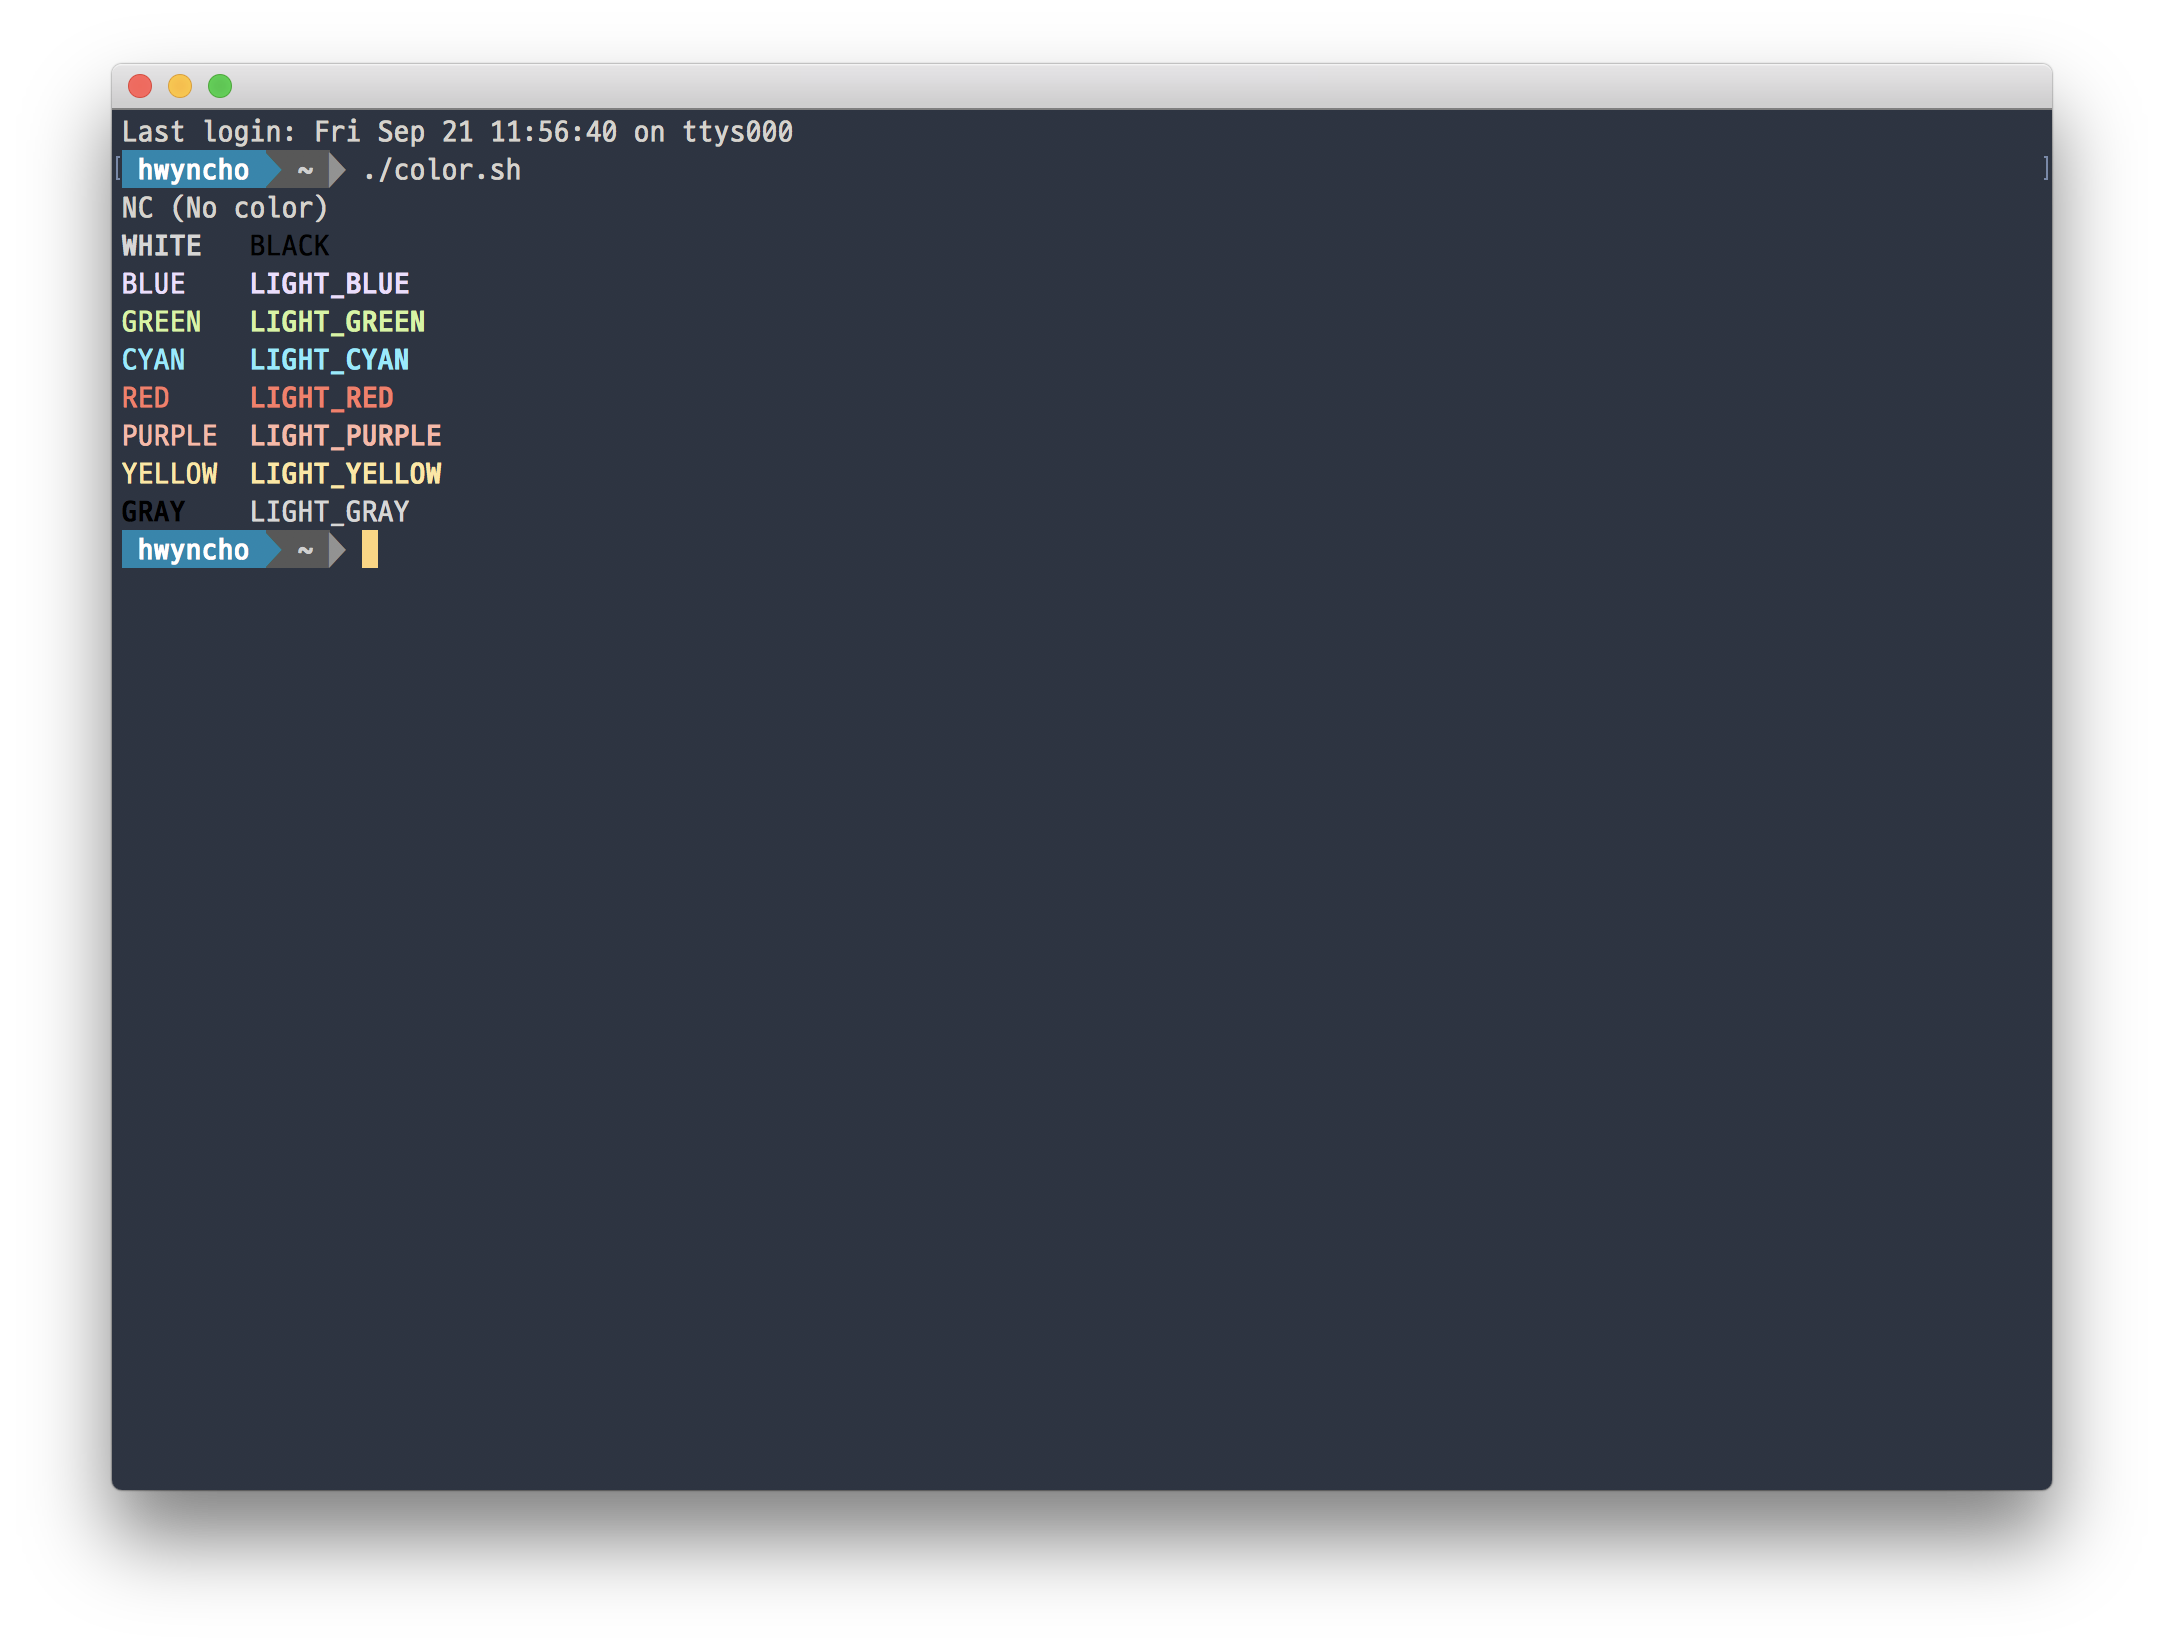 Last login: Fri Sep 21 11:56:40 on ttys000
[ hwyncho ~ ./color.sh ]
NC (No color)
WHITE BLACK
BLUE LIGHT_BLUE
GREEN LIGHT_GREEN
CYAN LIGHT_CYAN
RED LIGHT_RED
PURPLE LIGHT_PURPLE
YELLOW LIGHT_YELLOW
GRAY LIGHT_GRAY
hwyncho ~